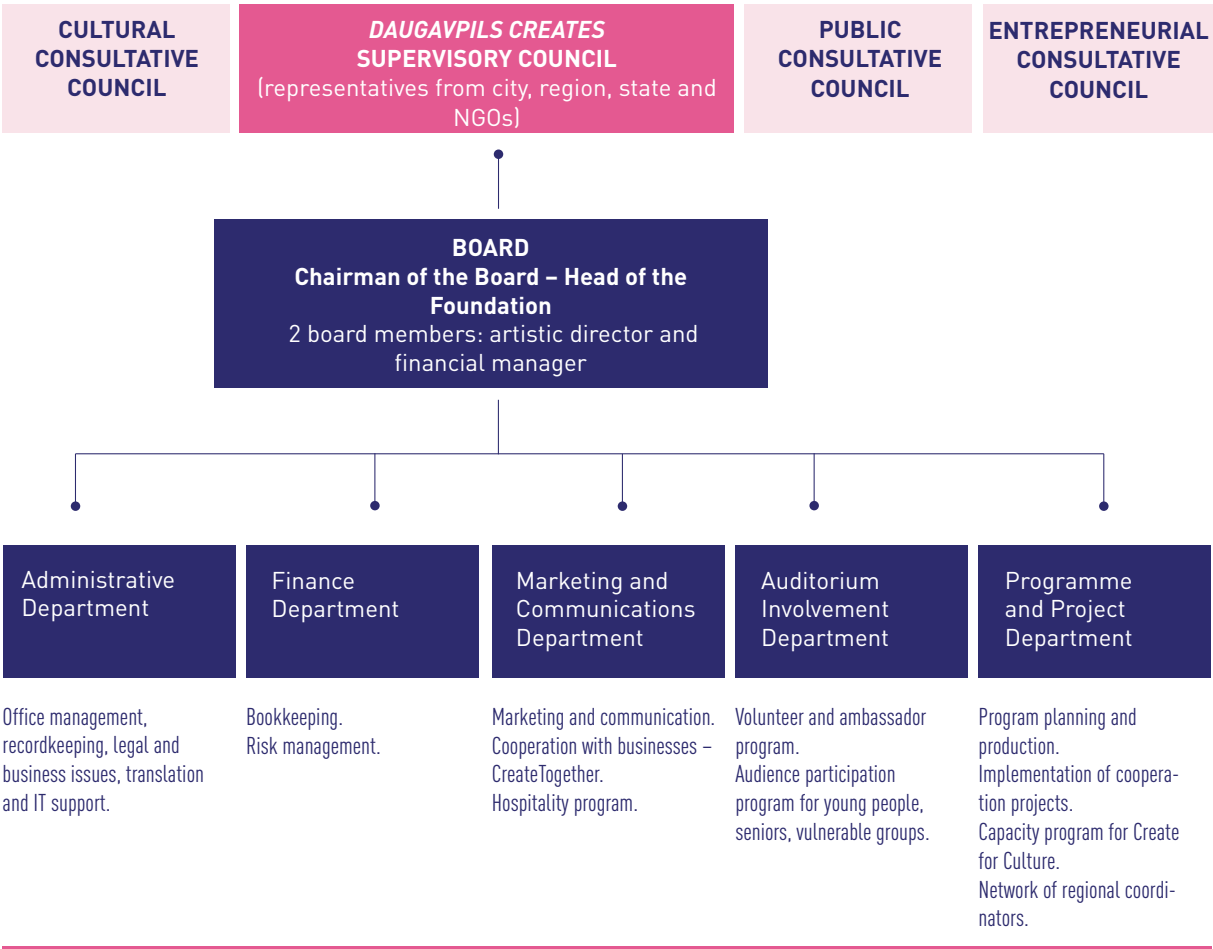 CULTURAL
CONSULTATIVE
COUNCIL
DAUGAVPILS CREATES
SUPERVISORY COUNCIL
(representatives from city, region, state and
NGOs)
PUBLIC
CONSULTATIVE
COUNCIL
ENTREPRENEURIAL
CONSULTATIVE
COUNCIL
BOARD
Chairman of the Board – Head of the
Foundation
2 board members: artistic director and
financial manager
Administrative
Department
Finance
Department
Marketing and
Communications
Department
Auditorium
Involvement
Department
Programme
and Project
Department
Office management,
recordkeeping, legal and
business issues, translation
and IT support.
Bookkeeping.
Risk management.
Marketing and communication.
Cooperation with businesses –
CreateTogether.
Hospitality program.
Volunteer and ambassador
program.
Audience participation
program for young people,
seniors, vulnerable groups.
Program planning and
production.
Implementation of coopera-
tion projects.
Capacity program for Create
for Culture.
Network of regional coordi-
nators.